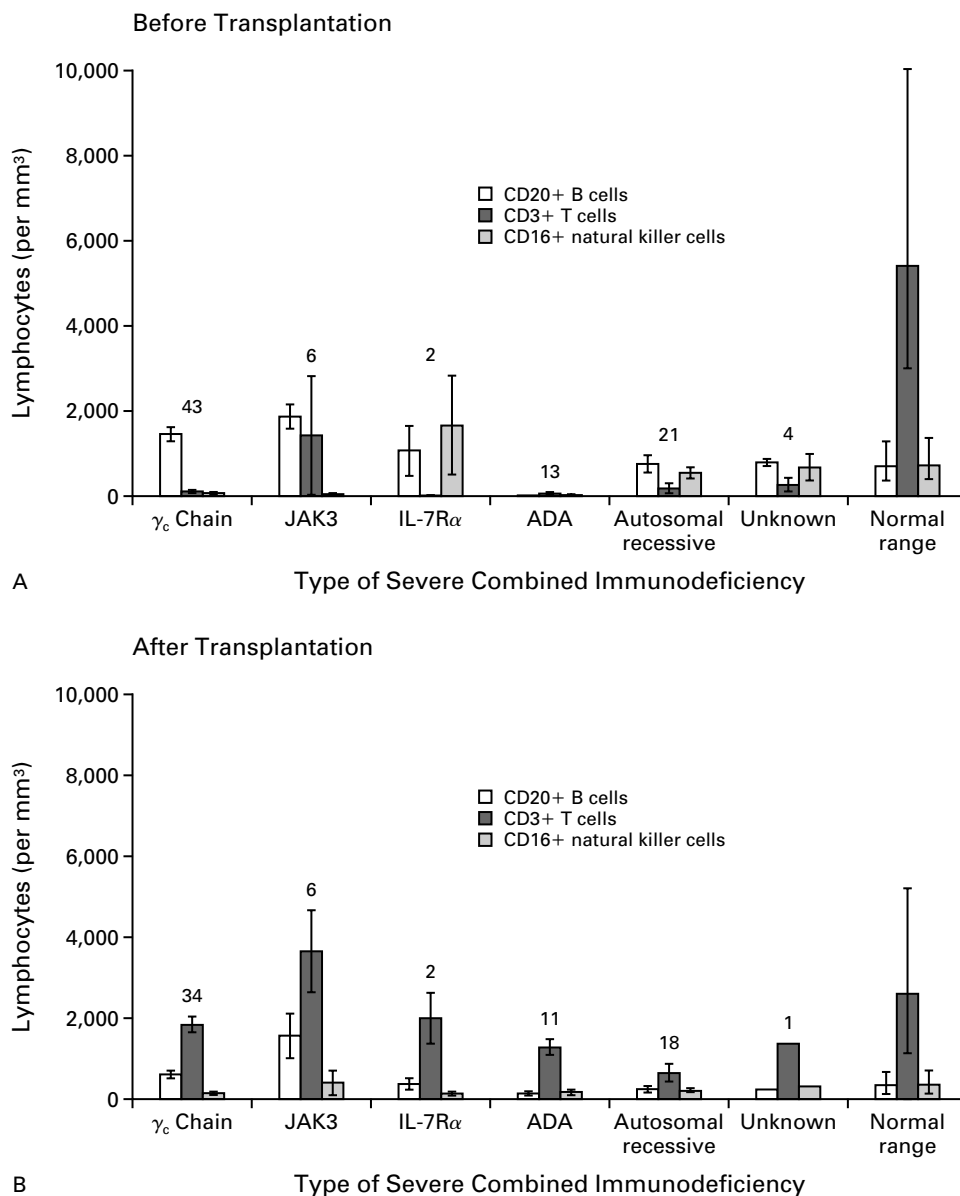 Before Transplantation
10,000
8,000
6,000
4,000
2,000
0
Lymphocytes (per mm³)
CD20+ B cells
CD3+ T cells
CD16+ natural killer cells
43
6
2
13
21
4
γc Chain
JAK3
IL-7Rα
ADA
Autosomal
recessive
Unknown
Normal
range
A
Type of Severe Combined Immunodeficiency
After Transplantation
10,000
8,000
6,000
4,000
2,000
0
Lymphocytes (per mm³)
CD20+ B cells
CD3+ T cells
CD16+ natural killer cells
34
6
2
11
18
1
γc Chain
JAK3
IL-7Rα
ADA
Autosomal
recessive
Unknown
Normal
range
B
Type of Severe Combined Immunodeficiency